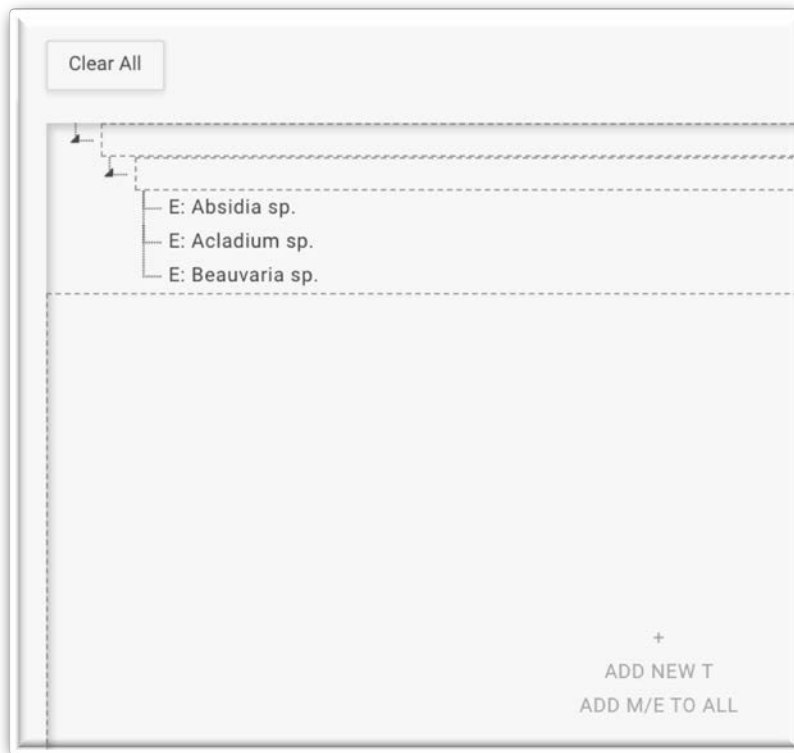 Clear All
E: Absidia sp.
E: Acladium sp.
E: Beauvaria sp.
+
ADD NEW T
ADD M/E TO ALL